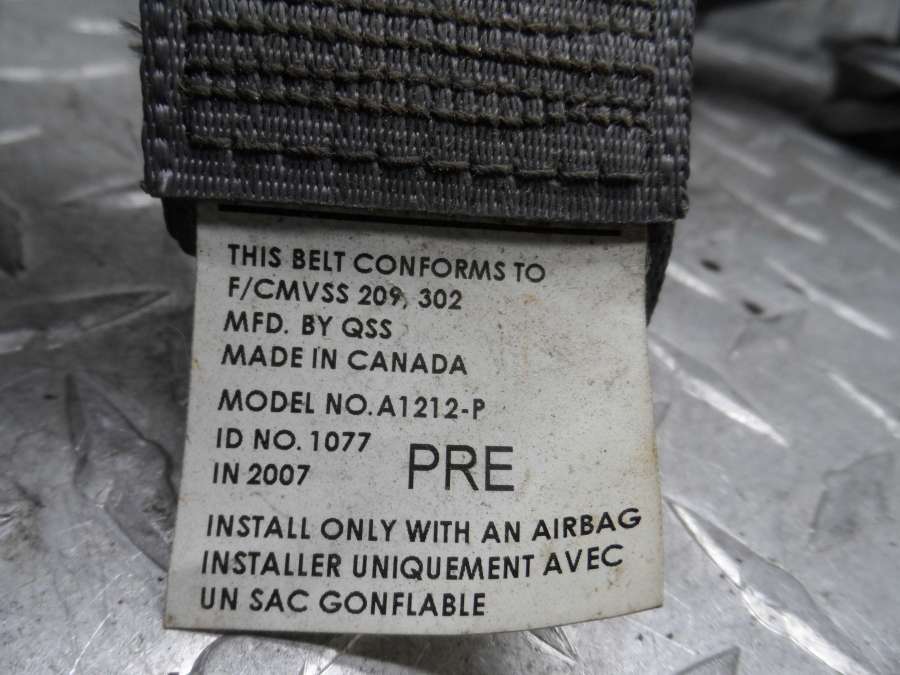 THIS BELT CONFORMS TO
F/CMVSS 209, 302
MFD. BY QSS
MADE IN CANADA
MODEL NO. A1212-P
ID NO. 1077
IN 2007 PRE
INSTALL ONLY WITH AN AIRBAG
INSTALLER UNIQUEMENT AVEC
UN SAC GONFLABLE